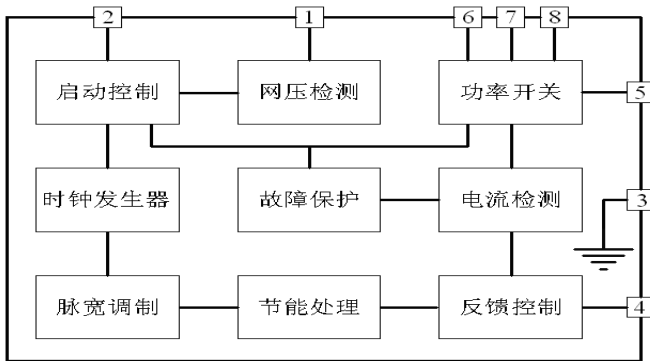 2 1 6 7 8
启动控制 网压检测 功率开关
5
时钟发生器 故障保护 电流检测
3
脉宽调制 节能处理 反馈控制
4